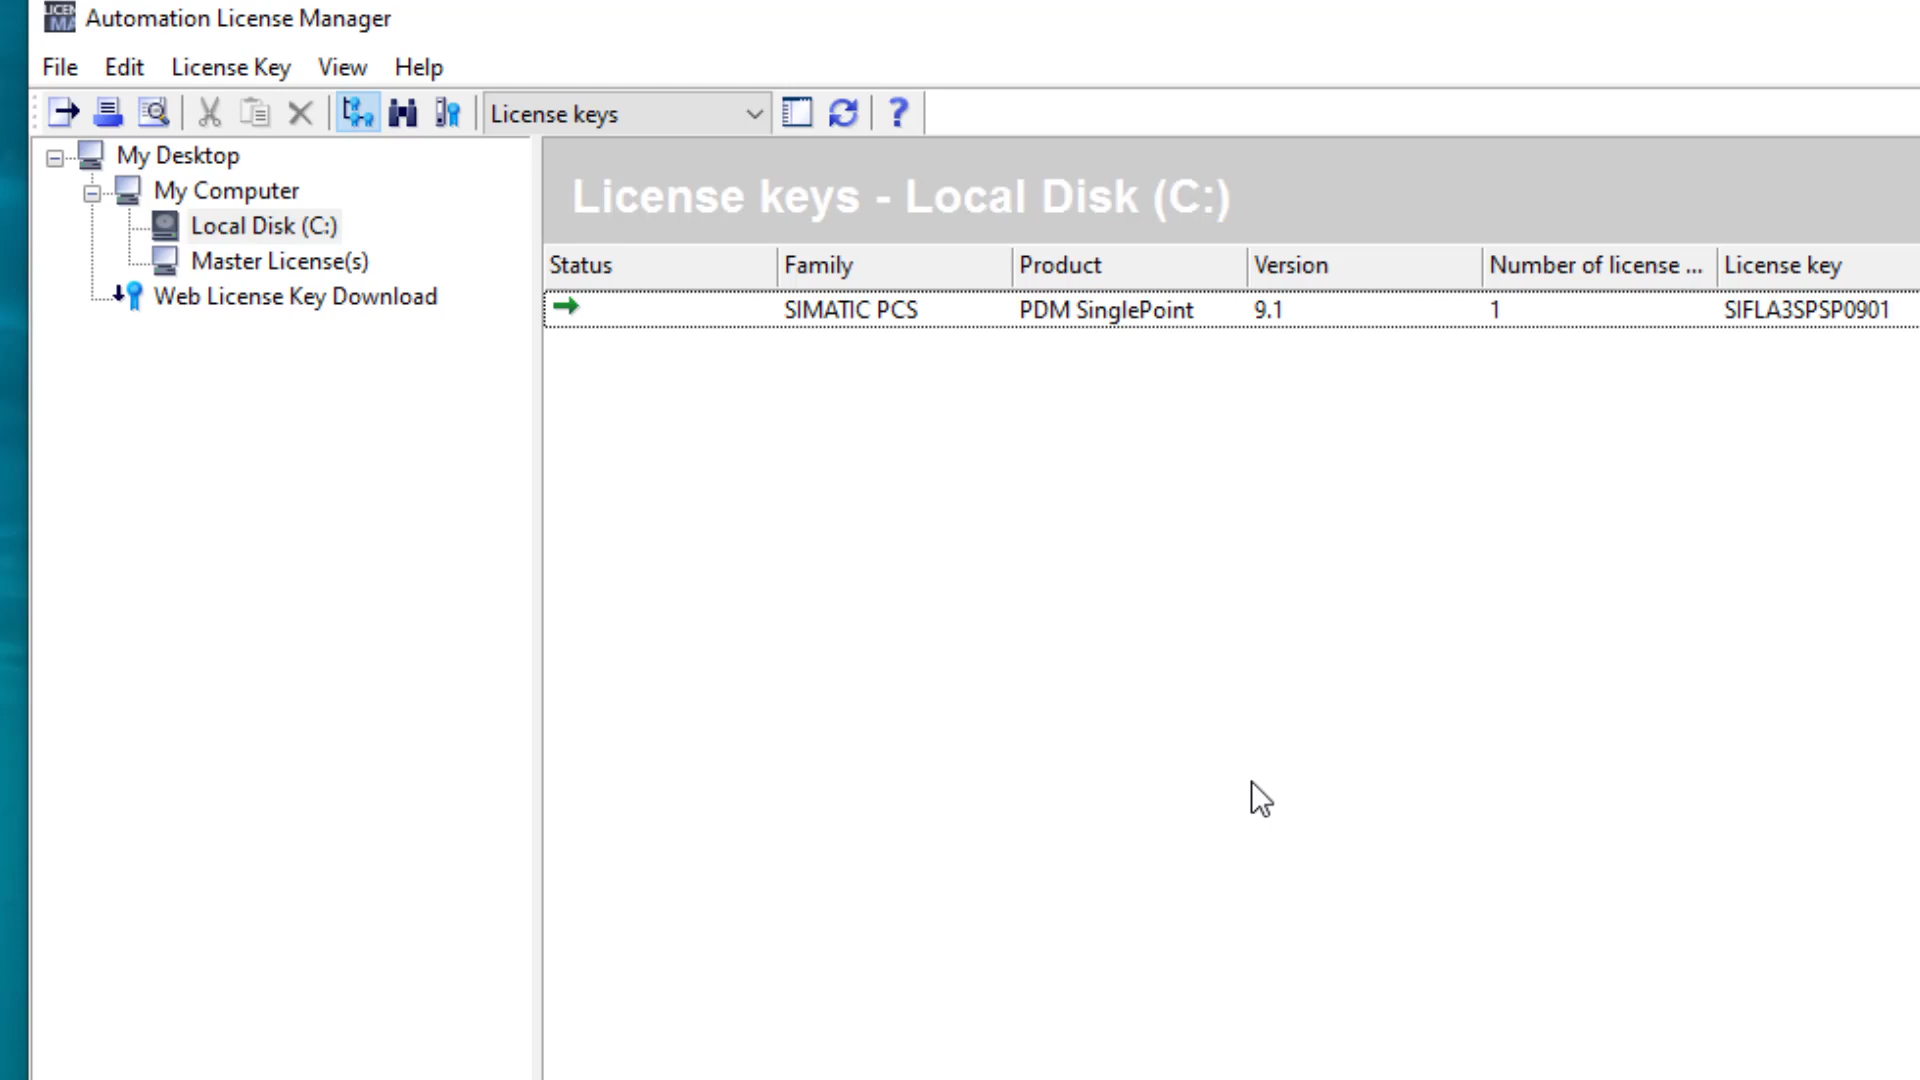 LICEN
MA
Automation License Manager
File Edit License Key View Help
License keys
?
My Desktop
My Computer
Local Disk (C:)
Master License(s)
Web License Key Download
License keys - Local Disk (C:)
Status Family Product Version Number of license ... License key
SIMATIC PCS PDM SinglePoint 9.1 1 SIFLA3SPSP0901